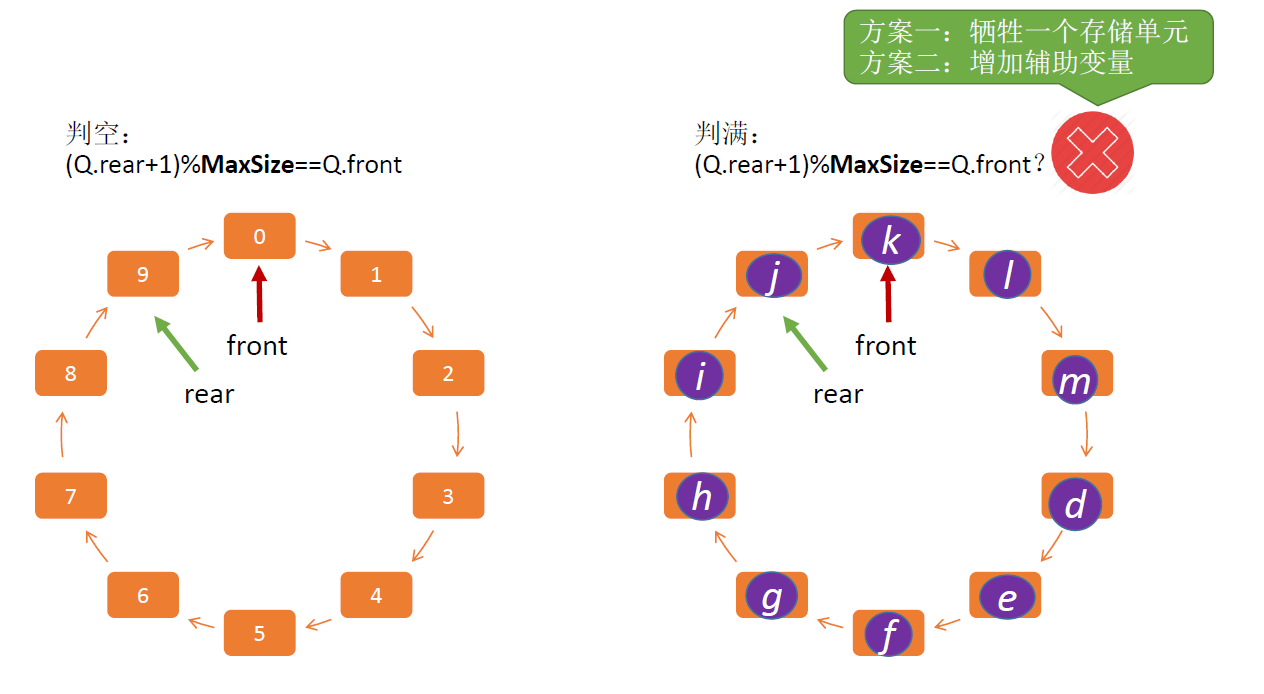 方案一：牺牲一个存储单元
方案二：增加辅助变量
判空：
(Q.rear+1)%MaxSize==Q.front
判满：
(Q.rear+1)%MaxSize==Q.front？
0
1
2
3
4
5
6
7
8
9
front
rear
k
l
m
d
e
f
g
h
i
j
front
rear